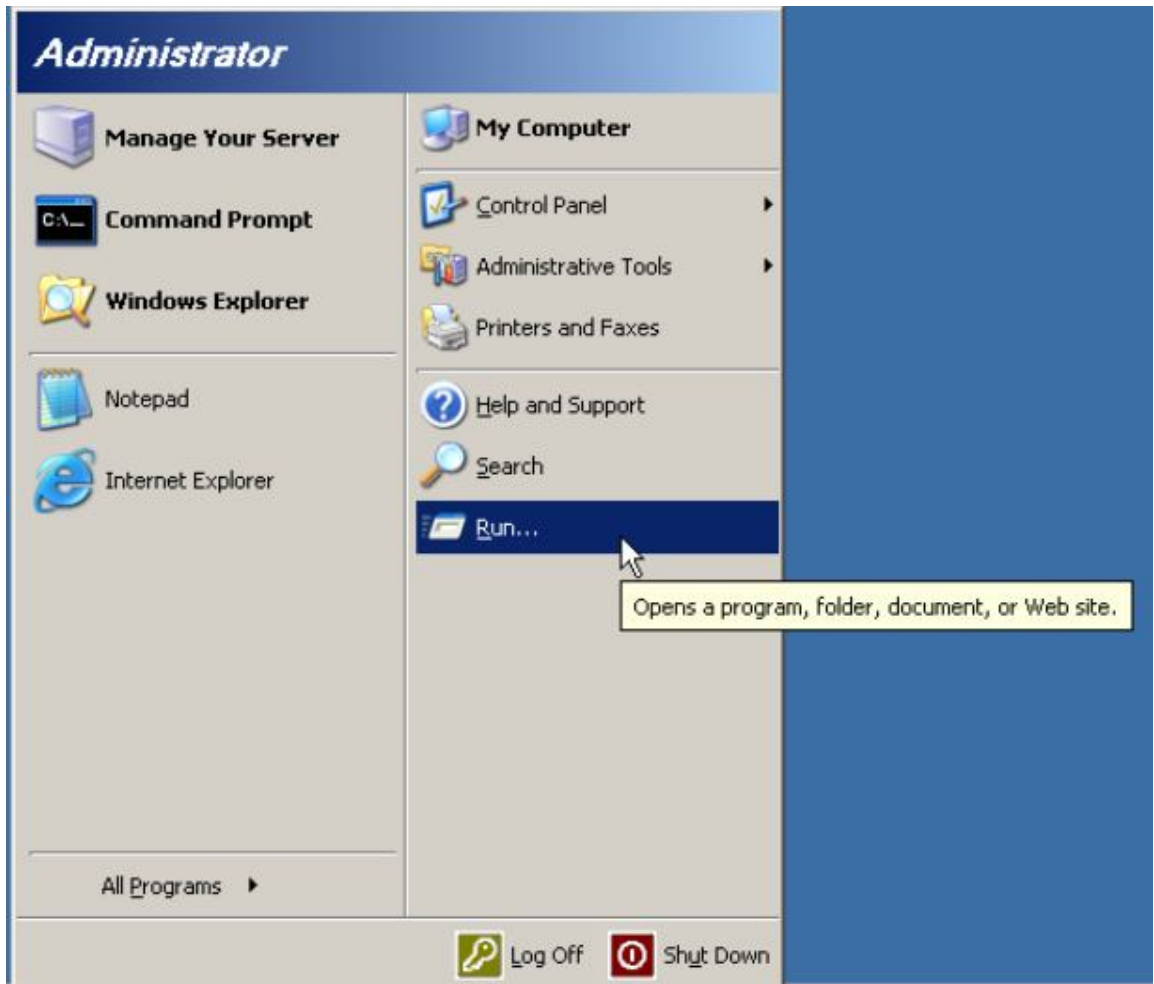 Administrator
Manage Your Server
Command Prompt
Windows Explorer
Notepad
Internet Explorer
All Programs
My Computer
Control Panel
Administrative Tools
Printers and Faxes
Help and Support
Search
Run...
Opens a program, folder, document, or Web site.
Log Off
Shut Down
C:\_